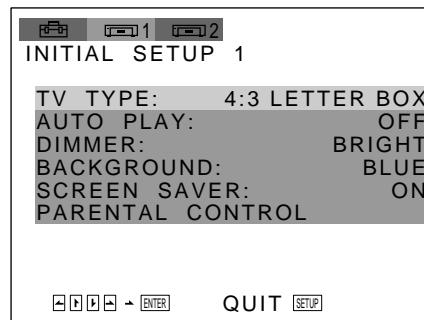 1 2
INITIAL SETUP 1
TV TYPE: 4:3 LETTER BOX
AUTO PLAY: OFF
DIMMER: BRIGHT
BACKGROUND: BLUE
SCREEN SAVER: ON
PARENTAL CONTROL
ENTER QUIT SETUP